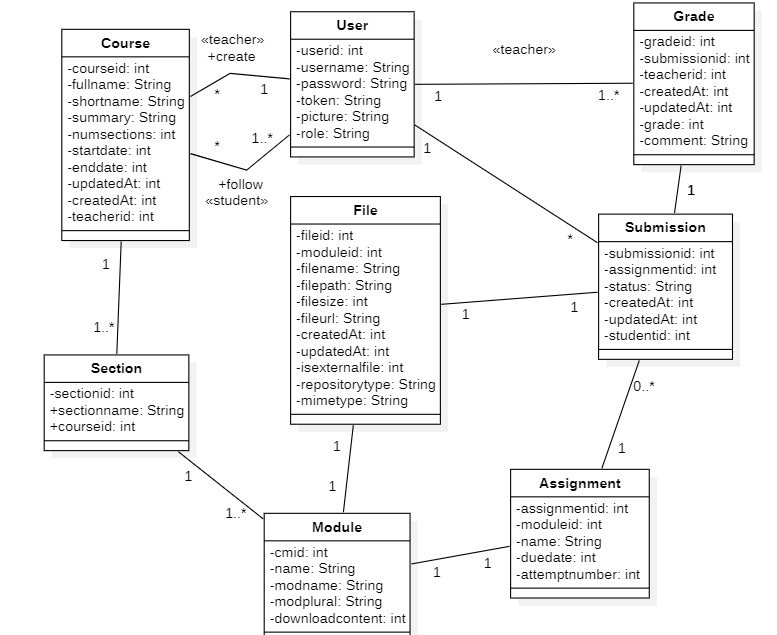 Course
-courseid: int
-fullname: String
-shortname: String
-summary: String
-numsections: int
-startdate: int
-enddate: int
-updatedAt: int
-createdAt: int
-teacherid: int
«teacher»
+create
*
1
*
1..*
+follow
«student»
User
-userid: int
-username: String
-password: String
-token: String
-picture: String
-role: String
«teacher»
1
1..*
1
*
Grade
-gradeid: int
-submissionid: int
-teacherid: int
-createdAt: int
-updatedAt: int
-grade: int
-comment: String
1
File
-fileid: int
-moduleid: int
-filename: String
-filepath: String
-filesize: int
-fileurl: String
-createdAt: int
-updatedAt: int
-isexternalfile: int
-repositorytype: String
-mimetype: String
1
1
Submission
-submissionid: int
-assignmentid: int
-status: String
-createdAt: int
-updatedAt: int
-studentid: int
1
1..*
Section
-sectionid: int
+sectionname: String
+courseid: int
1
1..*
1
1
0..*
1
Module
-cmid: int
-name: String
-modname: String
-modplural: String
-downloadcontent: int
1
1
Assignment
-assignmentid: int
-moduleid: int
-name: String
-duedate: int
-attemptnumber: int